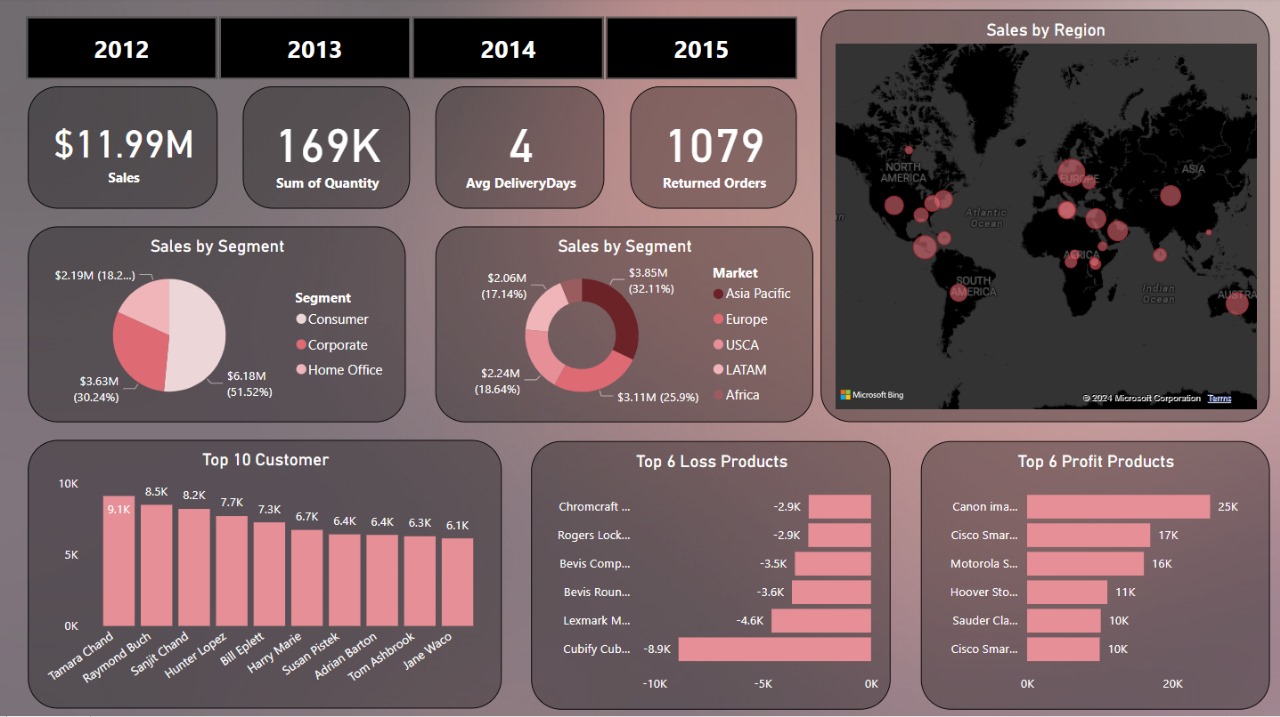 2012
2013
2014
2015
$11.99M
Sales
169K
Sum of Quantity
4
Avg DeliveryDays
1079
Returned Orders
Sales by Region
NORTH
AMERICA
EUROPE
ASIA
Atlantic
Ocean
AFRICA
SOUTH
AMERICA
Indian
Ocean
AUSTRA
Microsoft Bing
© 2024 Microsoft Corporation
Terms
Sales by Segment
$2.19M (18.2...)
$3.63M
(30.24%)
$6.18M
(51.52%)
Segment
Consumer
Corporate
Home Office
Sales by Segment
$2.06M
(17.14%)
$3.85M
(32.11%)
$2.24M
(18.64%)
$3.11M (25.9%)
Market
Asia Pacific
Europe
USCA
LATAM
Africa
Top 10 Customer
10K
5K
0K
9.1K
8.5K
8.2K
7.7K
7.3K
6.7K
6.4K
6.4K
6.3K
6.1K
Tamara Chand
Raymond Buch
Sanjit Chand
Hunter Lopez
Bill Eplett
Harry Marie
Susan Pistek
Adrian Barton
Tom Ashbrook
Jane Waco
Top 6 Loss Products
Chromcraft ... -2.9K
Rogers Lock... -2.9K
Bevis Comp... -3.5K
Bevis Roun... -3.6K
Lexmark M... -4.6K
Cubify Cub... -8.9K
-10K -5K 0K
Top 6 Profit Products
Canon ima... 25K
Cisco Smar... 17K
Motorola S... 16K
Hoover Sto... 11K
Sauder Cla... 10K
Cisco Smar... 10K
0K 20K